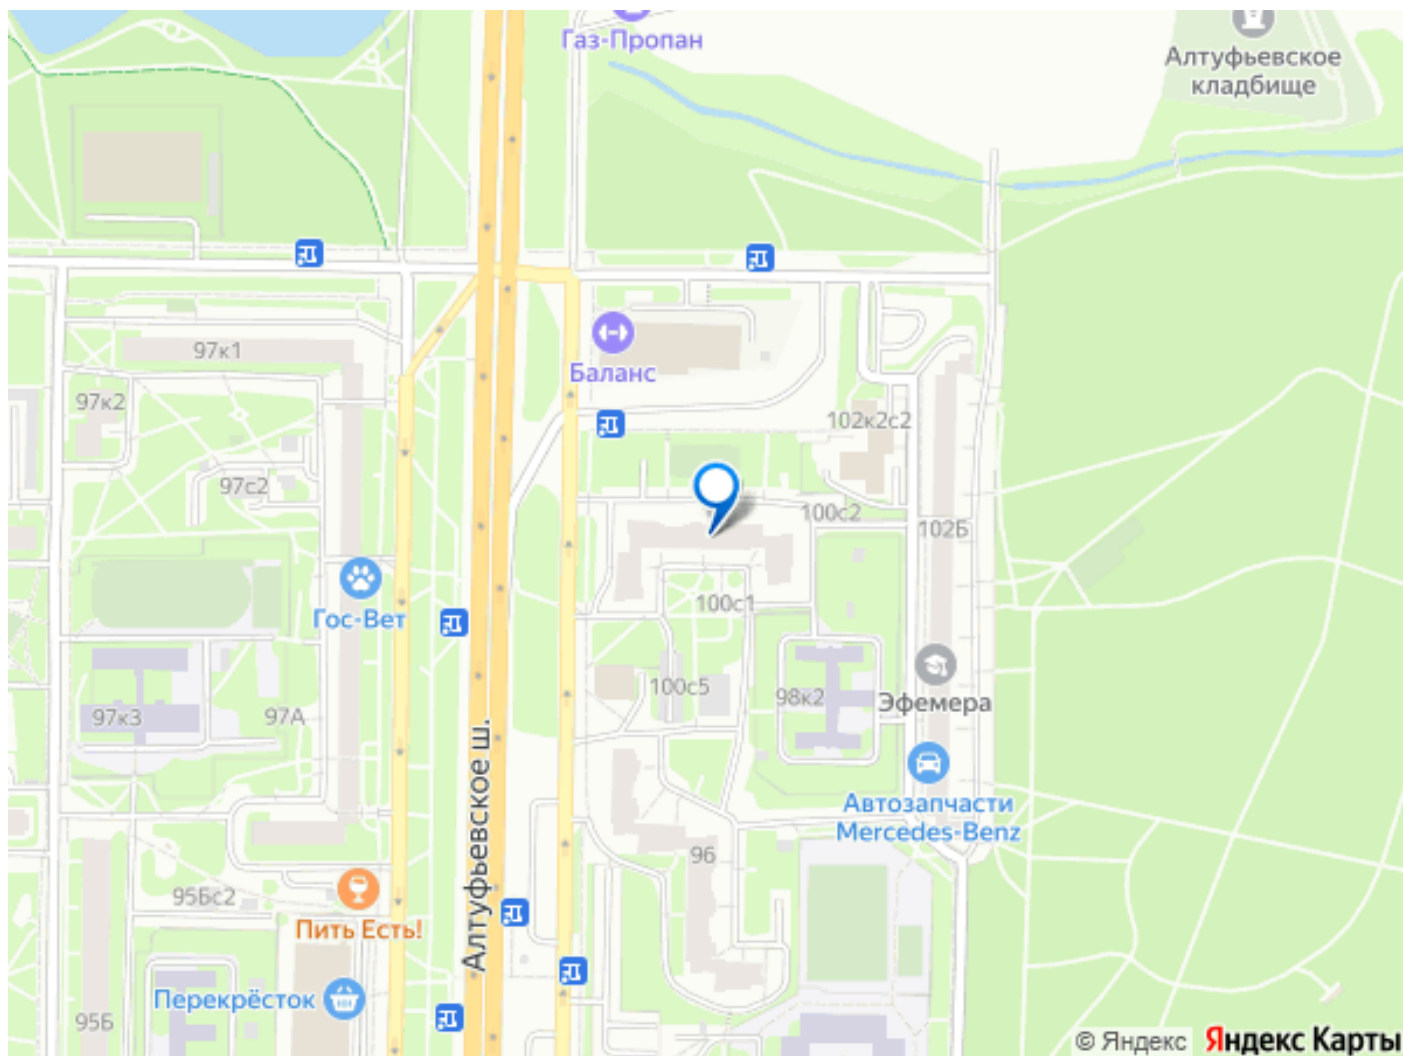 Газ-Пропан
Алтуфьевское
кладбище
97к1
Баланс
97к2
102к2с2
97с2
100с2
102Б
Гос-Вет
100с1
Эфемера
100с5
98к2
97к3
97А
Алтуфьевское ш.
Автозапчасти
Mercedes-Benz
96
95Бс2
Пить Есть!
Перекрёсток
95Б
© Яндекс Яндекс Карты